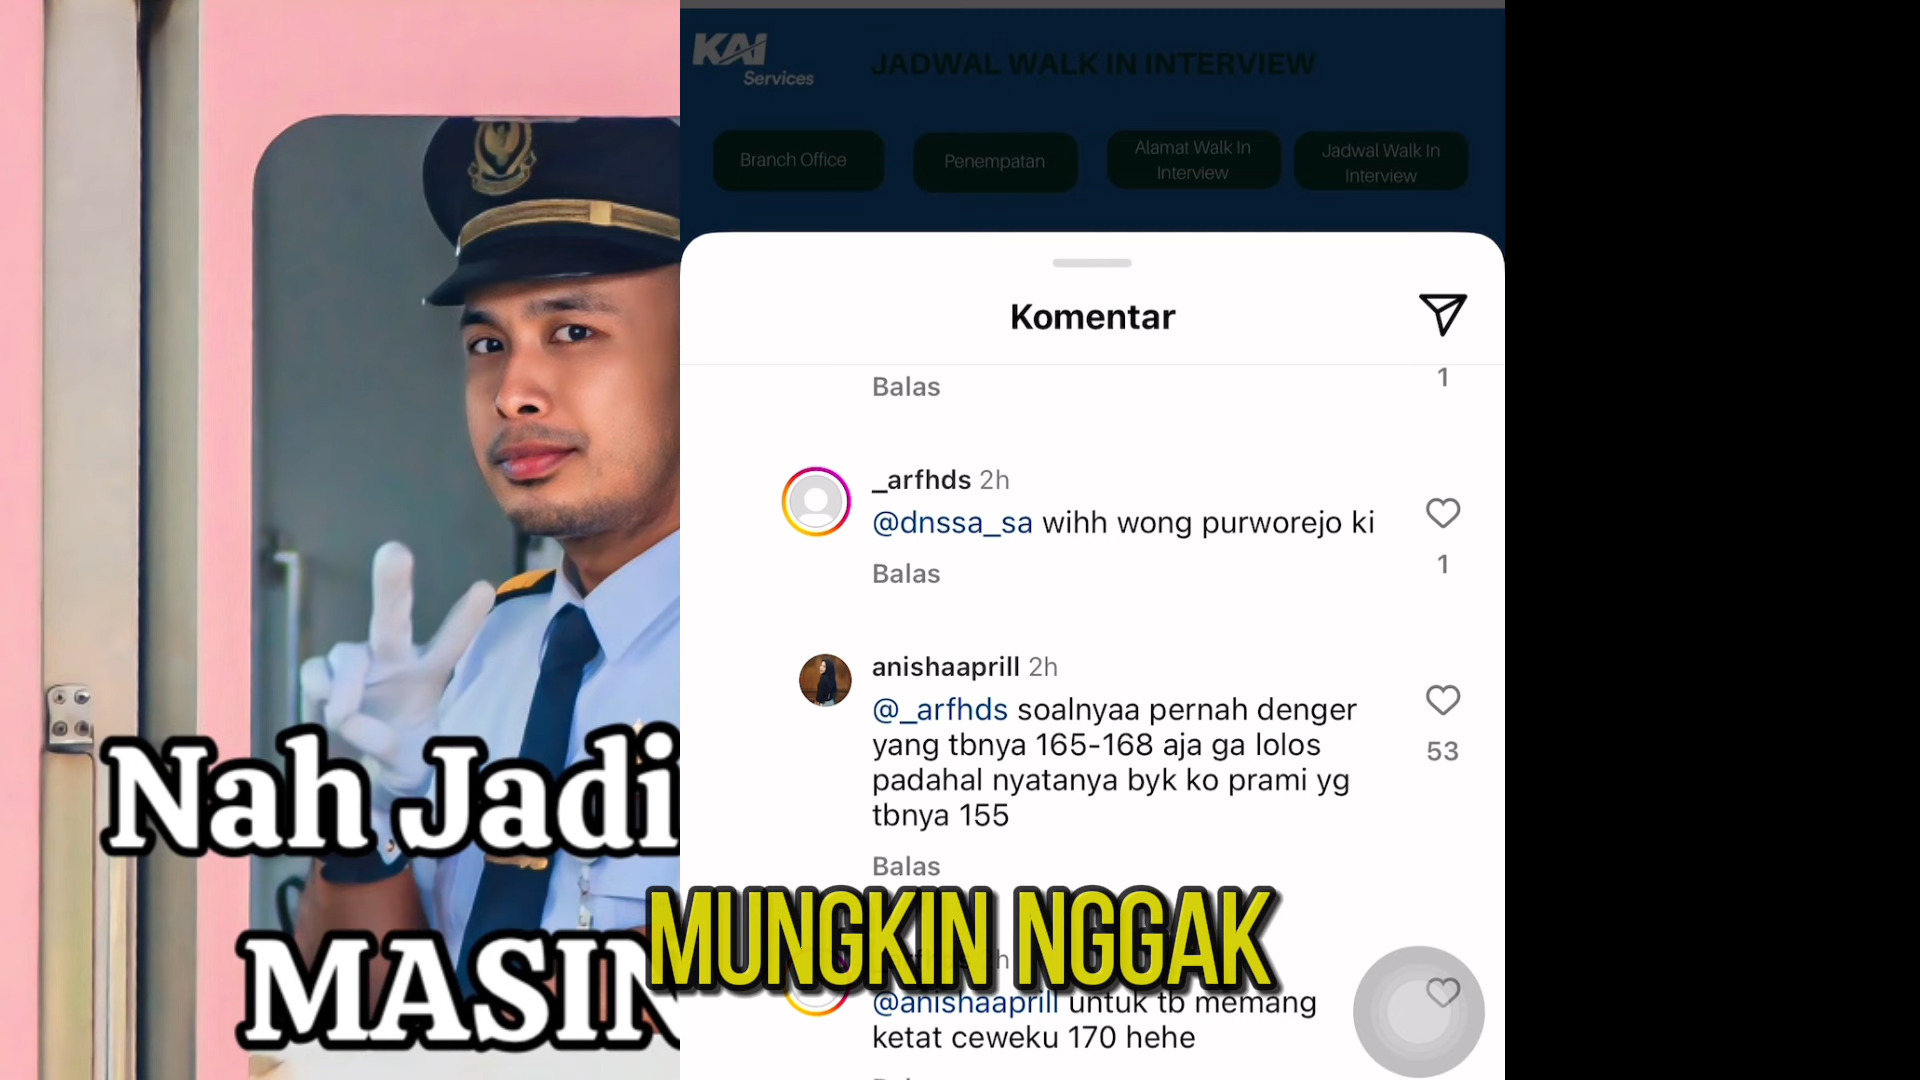 KAI
Services
JADWAL WALK IN INTERVIEW
Branch Office
Penempatan
Alamat Walk In
Interview
Jadwal Walk In
Interview
Komentar
Balas
1
_arfhds 2h
@dnssa_sa wihh wong purworejo ki
1
Balas
anishaaprill 2h
@_arfhds soalnyaa pernah denger
yang tbnya 165-168 aja ga lolos
padahal nyatanya byk ko prami yg
tbnya 155
53
Balas
Nah Jadi
MASIN
MUNGKIN NGGAK
@anishaaprill untuk tb memang
ketat ceweku 170 hehe